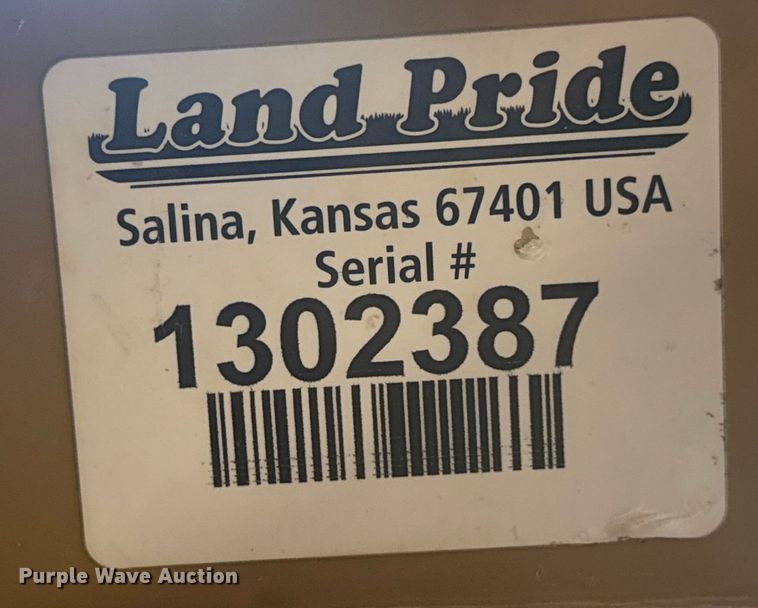 Land Pride
Salina, Kansas 67401 USA
Serial #
1302387
Purple Wave Auction